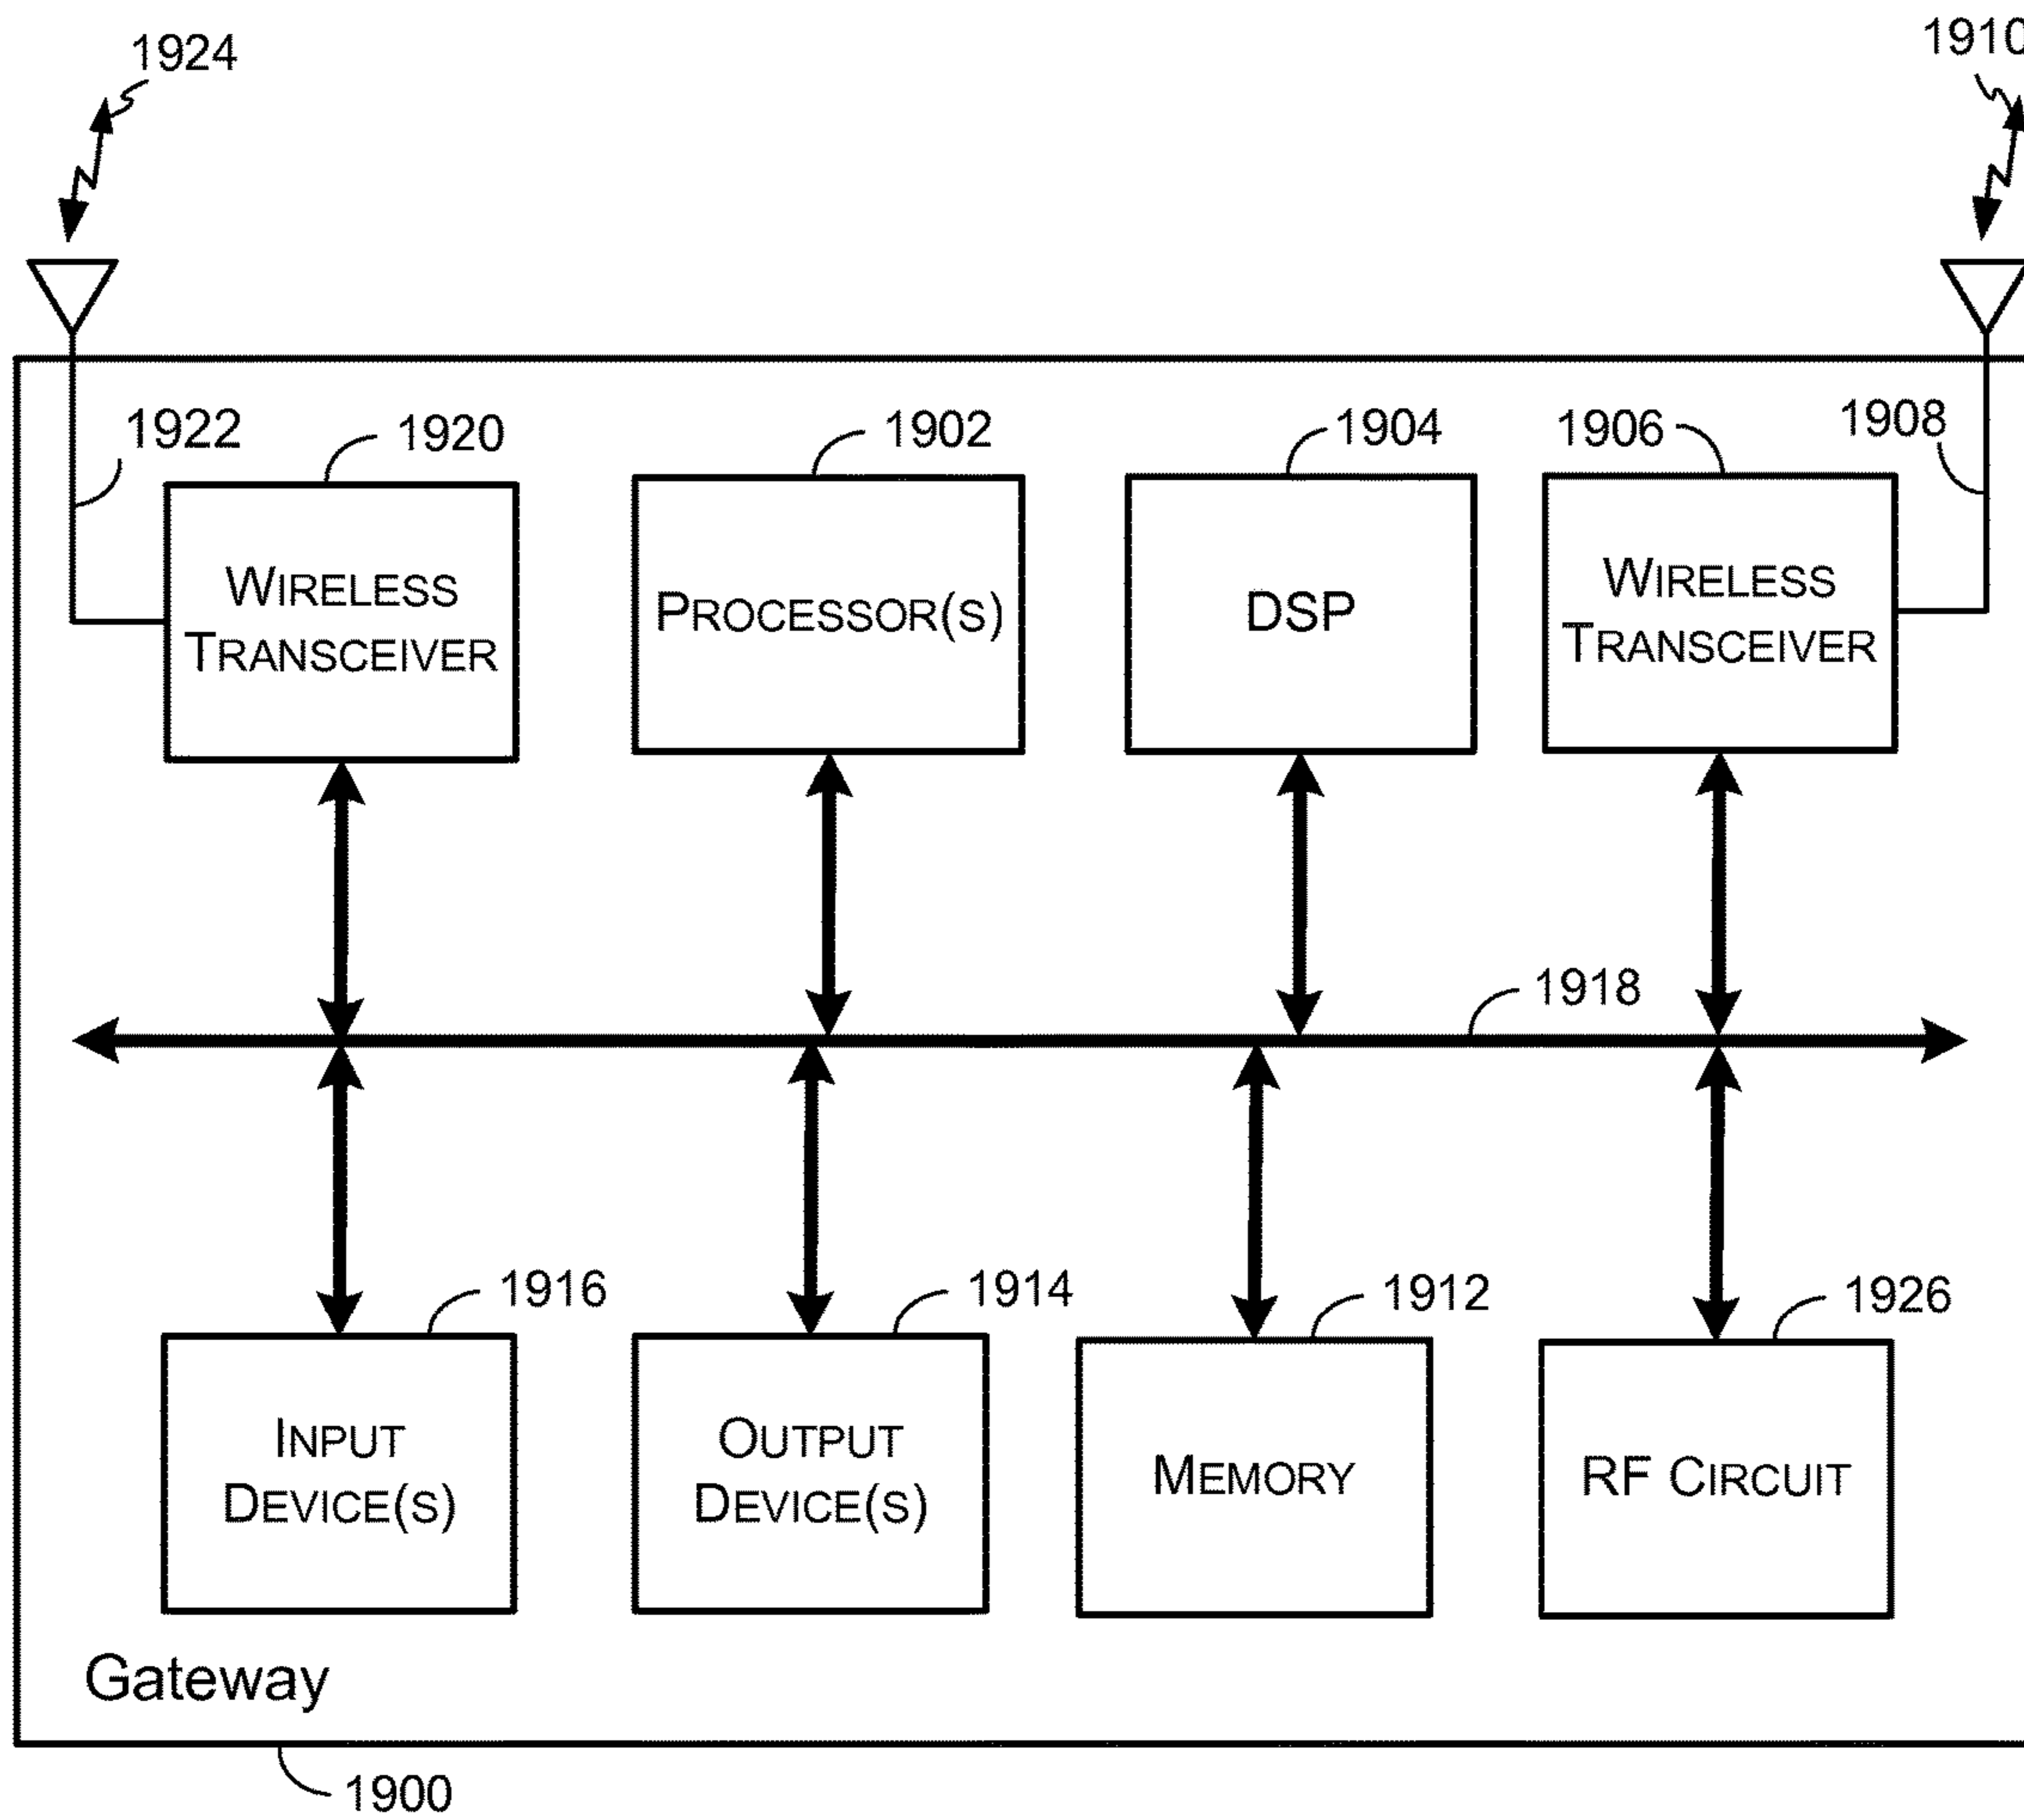 1924
1910
1922
1920
1902
1904
1906
1908
WIRELESS
TRANSCEIVER
PROCESSOR(S)
DSP
WIRELESS
TRANSCEIVER
1918
1916
1914
1912
1926
INPUT
DEVICE(S)
OUTPUT
DEVICE(S)
MEMORY
RF CIRCUIT
Gateway
1900